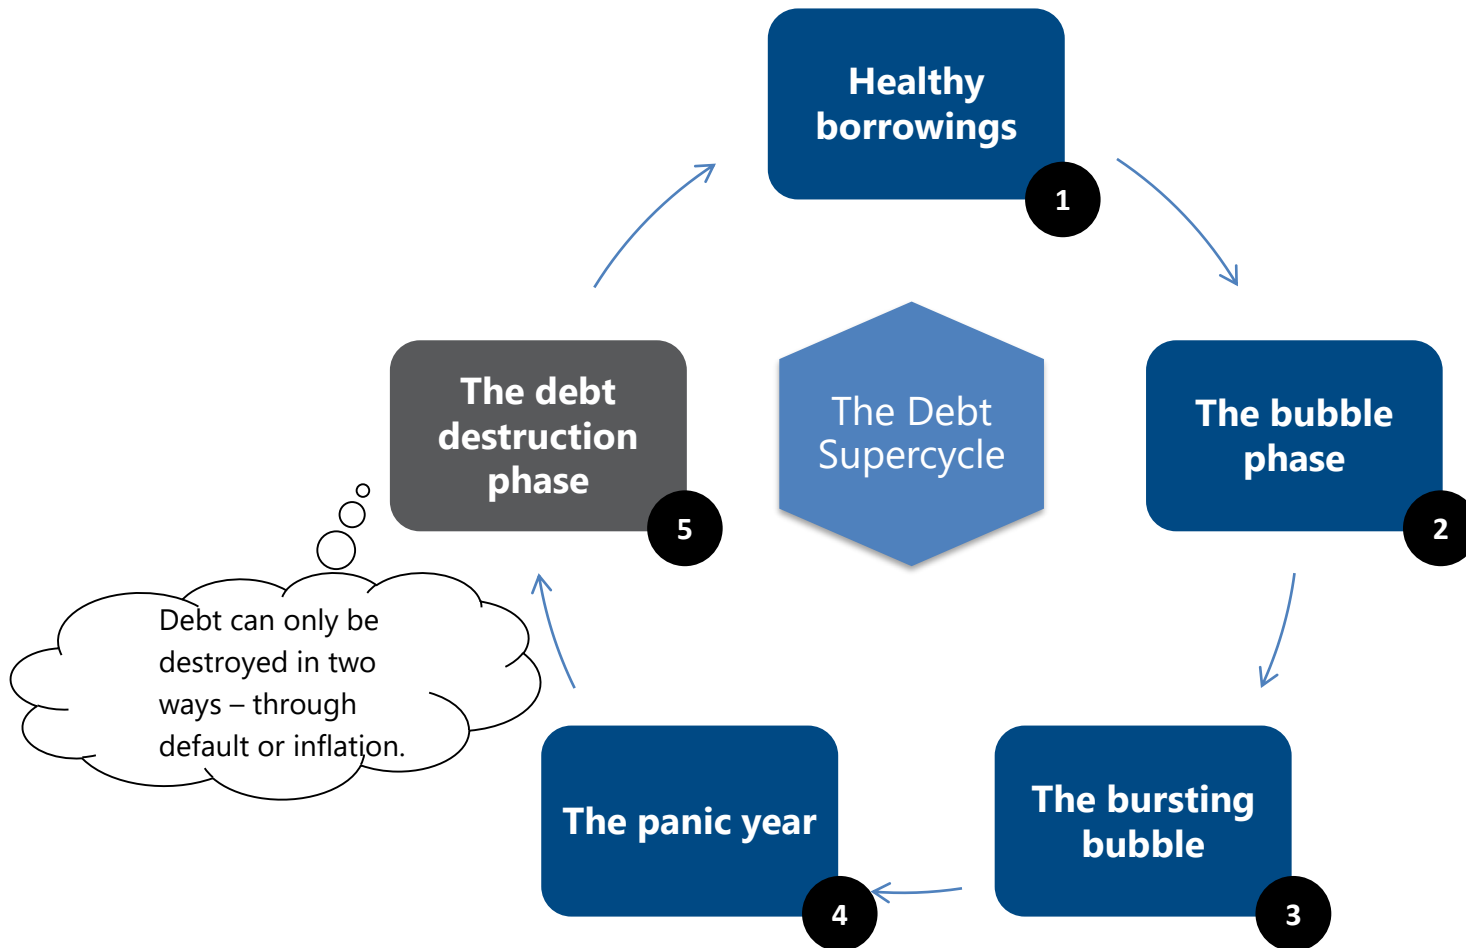 Healthy
borrowings
1
The bubble
phase
2
The bursting
bubble
3
The panic year
4
The debt
destruction
phase
5
The Debt
Supercycle
Debt can only be
destroyed in two
ways – through
default or inflation.